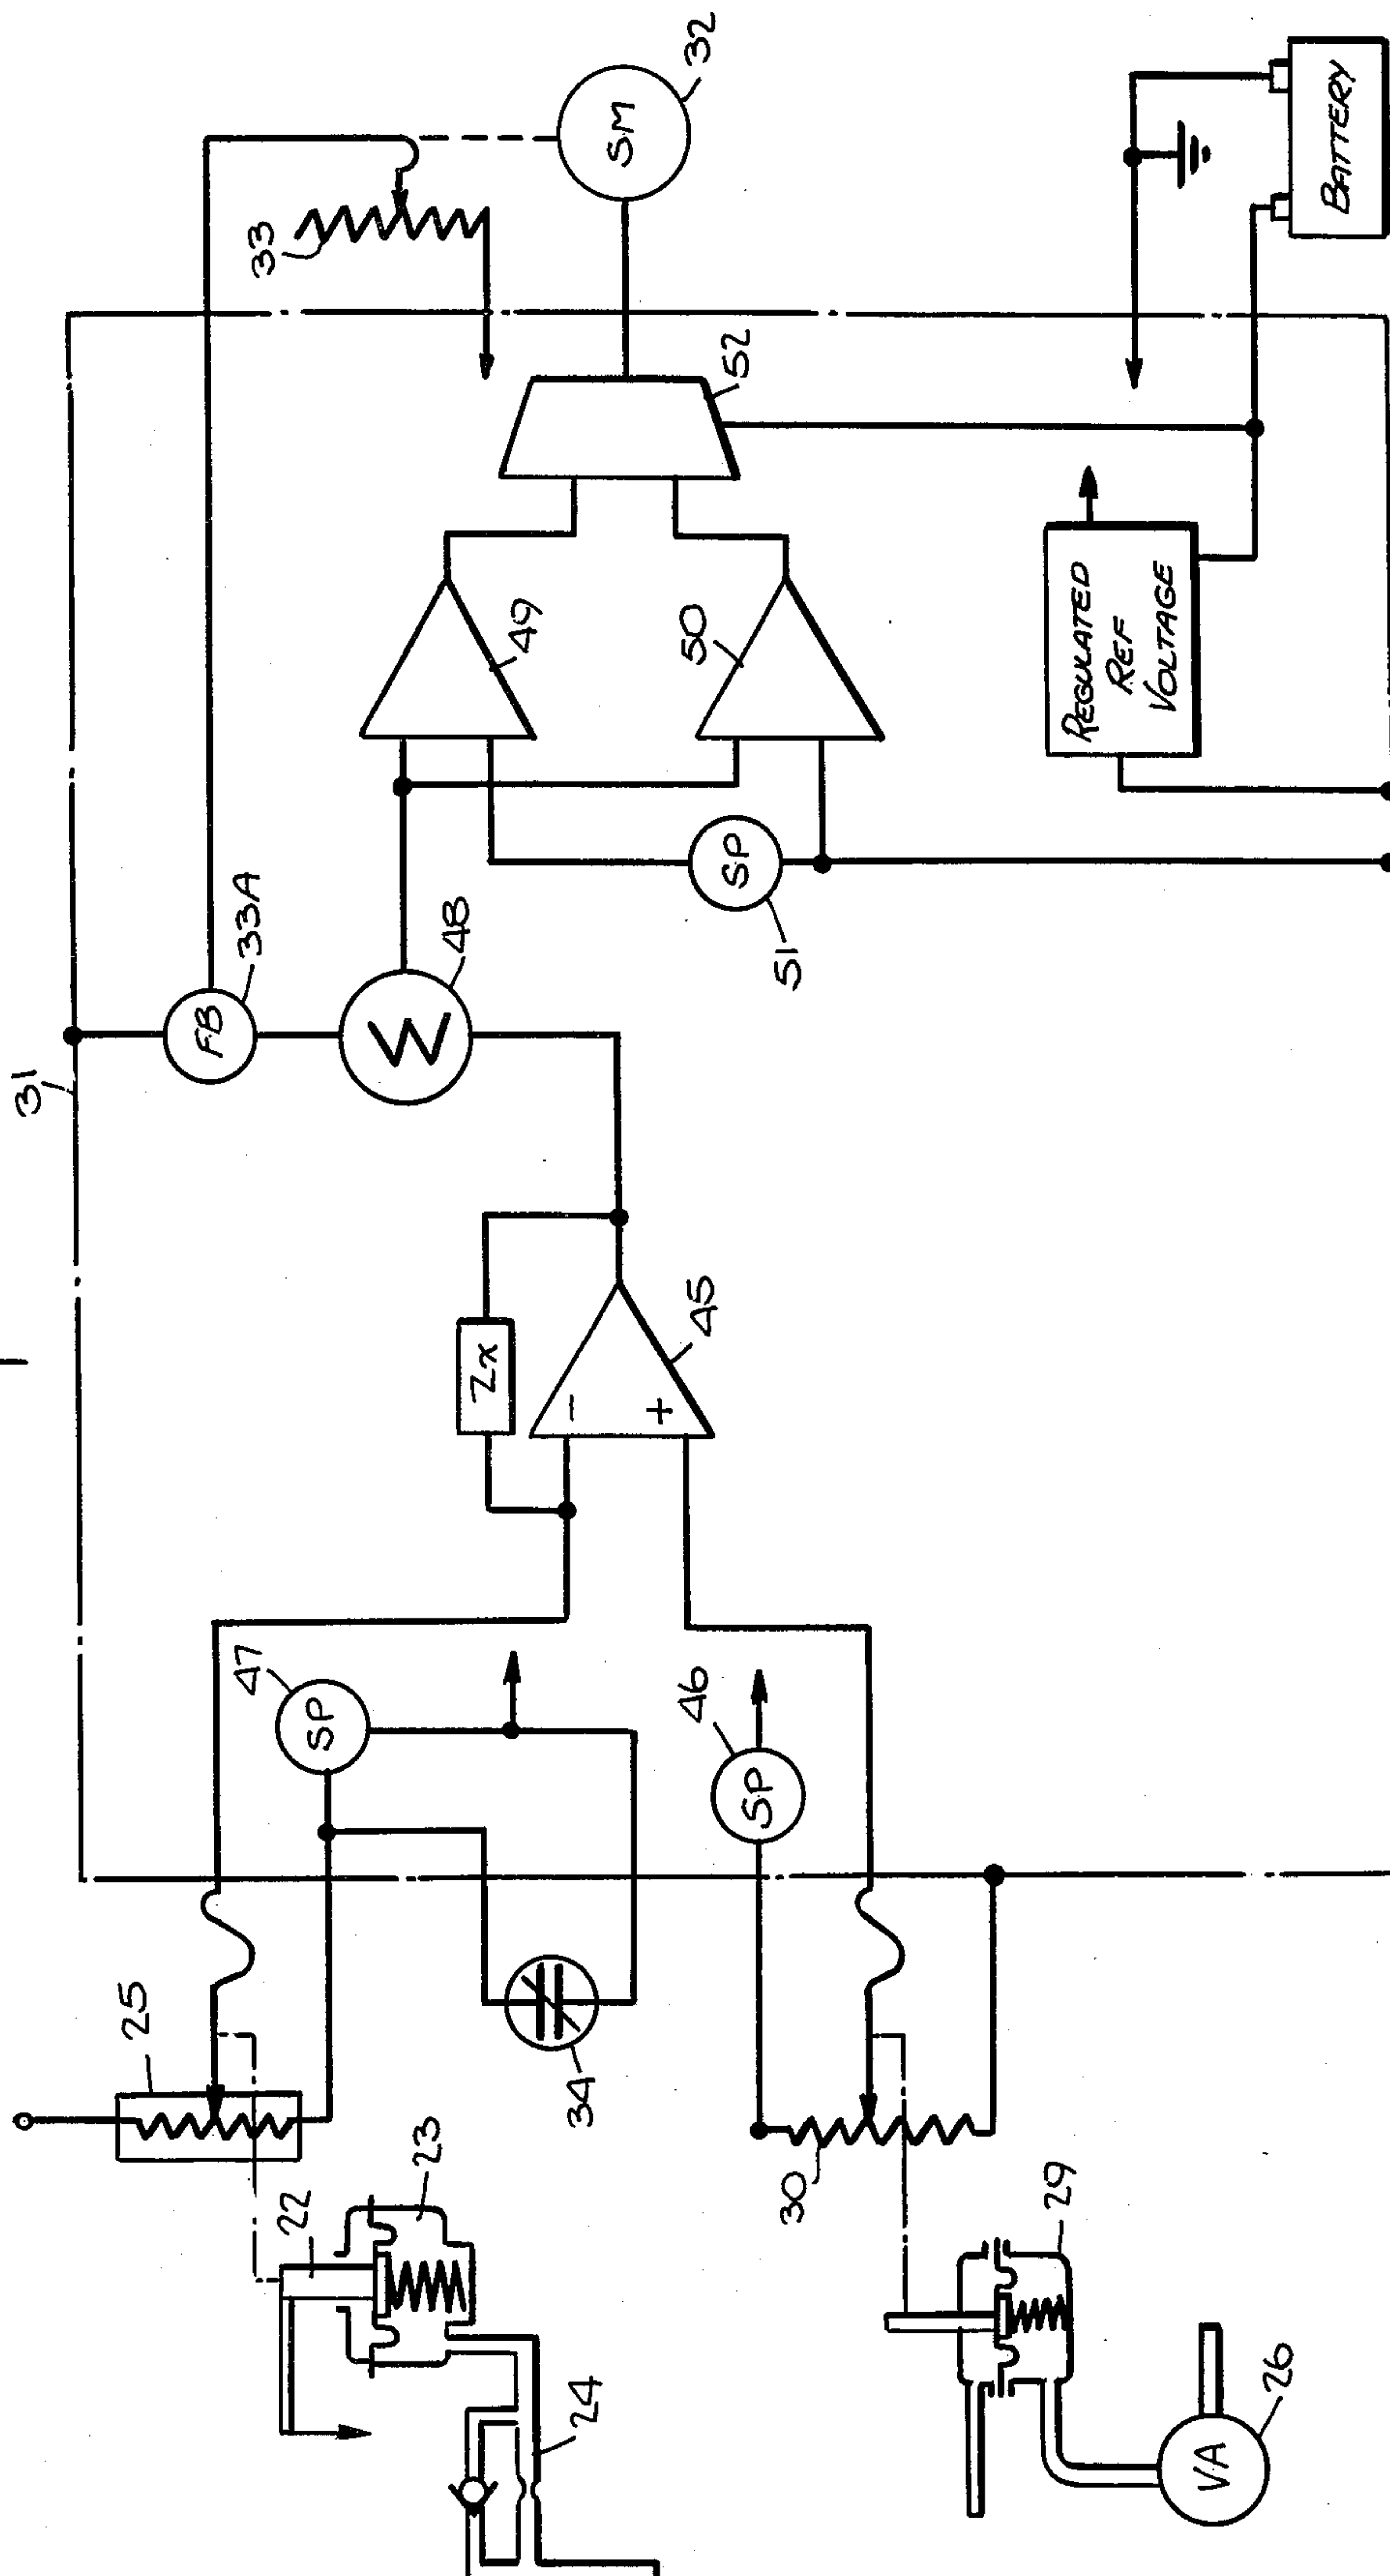 31
33
SM
32
FB
33A
W
48
49
50
SP
51
52
REGULATED
REF
VOLTAGE
BATTERY
Zx
-
+
45
25
47
SP
46
SP
34
30
22
23
24
29
VA
26